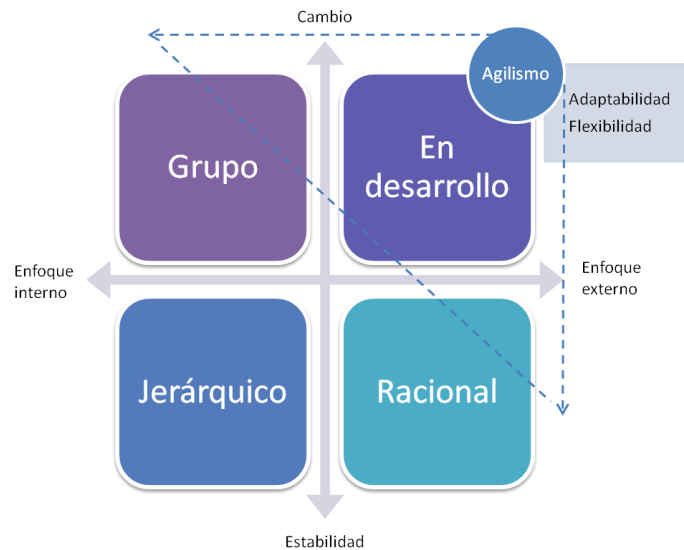 Cambio
Agilismo
Adaptabilidad
Flexibilidad
Grupo
En
desarrollo
Enfoque
interno
Enfoque
externo
Jerárquico
Racional
Estabilidad